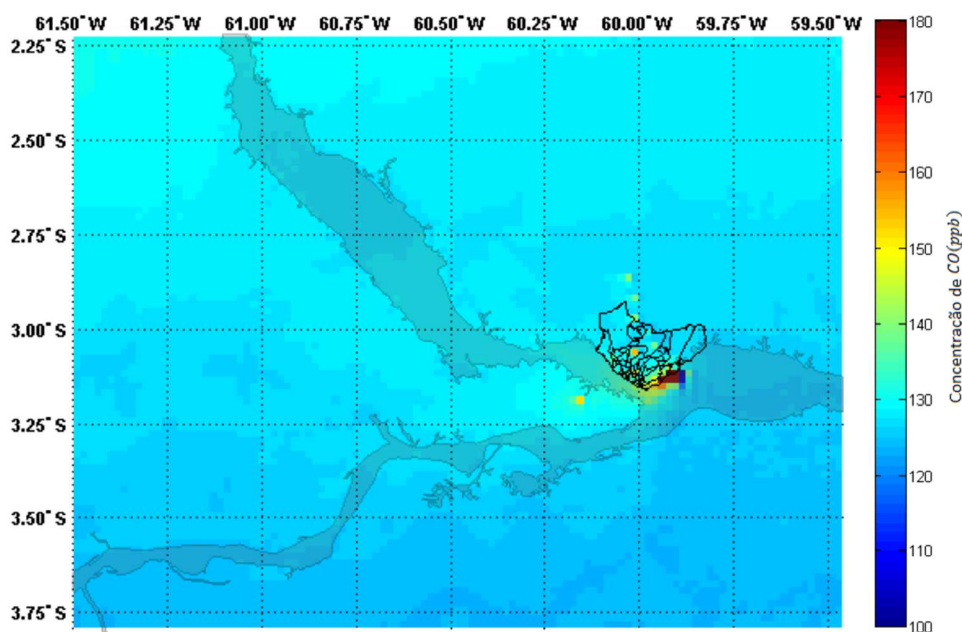 61.50° W 61.25° W 61.00° W 60.75° W 60.50° W 60.25° W 60.00° W 59.75° W 59.50° W
2.25° S
2.50° S
2.75° S
3.00° S
3.25° S
3.50° S
3.75° S
180
170
160
150
140
130
120
110
100
Concentração de CO(ppb)